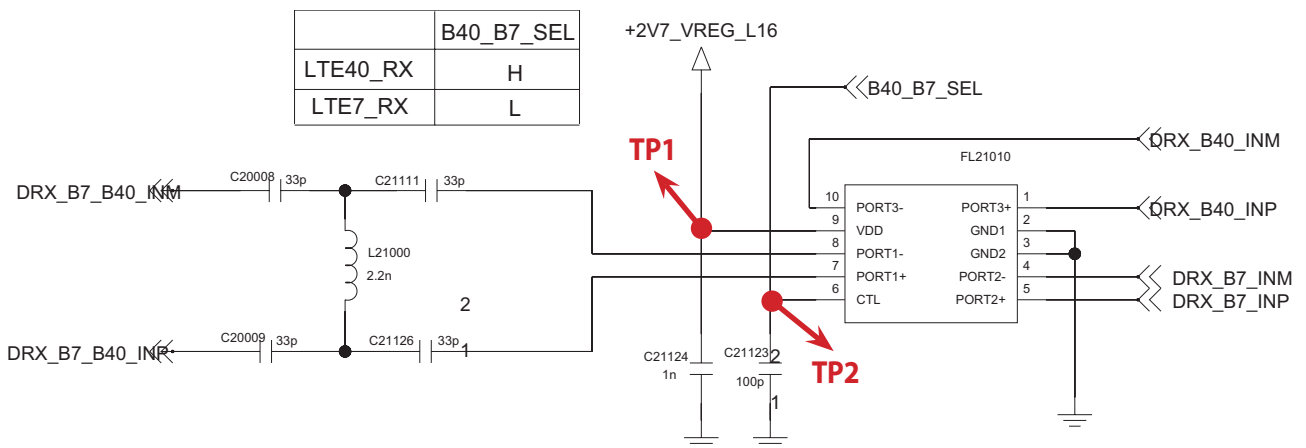 B40_B7_SEL
LTE40_RX H
LTE7_RX L
+2V7_VREG_L16
B40_B7_SEL
TP1
DRX_B40_INM
FL21010
DRX_B7_B40_INM
C20008 33p
C21111 33p
10 PORT3- PORT3+ 1
DRX_B40_INP
9 VDD GND1 2
L21000
2.2n
8 PORT1- GND2 3
7 PORT1+ PORT2- 4
DRX_B7_INM
6 CTL PORT2+ 5
DRX_B7_INP
2
DRX_B7_B40_INP
C20009 33p
C21126 33p
1
C21124
1n
C21123 2
100p
TP2
1